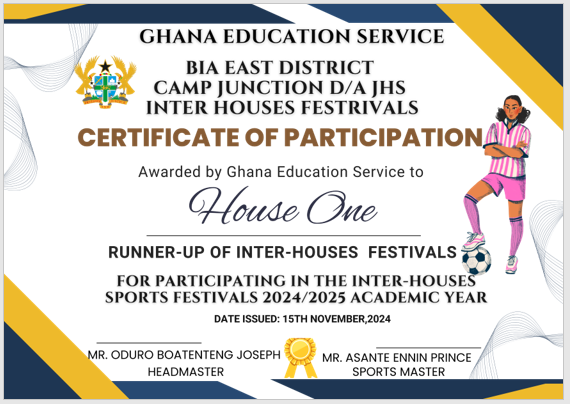 GHANA EDUCATION SERVICE
BIA EAST DISTRICT
CAMP JUNCTION D/A JHS
INTER HOUSES FESTRIVALS
CERTIFICATE OF PARTICIPATION
Awarded by Ghana Education Service to
House One
RUNNER-UP OF INTER-HOUSES FESTIVALS
FOR PARTICIPATING IN THE INTER-HOUSES
SPORTS FESTIVALS 2024/2025 ACADEMIC YEAR
DATE ISSUED: 15TH NOVEMBER,2024
MR. ODURO BOATENTENG JOSEPH
HEADMASTER
MR. ASANTE ENNIN PRINCE
SPORTS MASTER